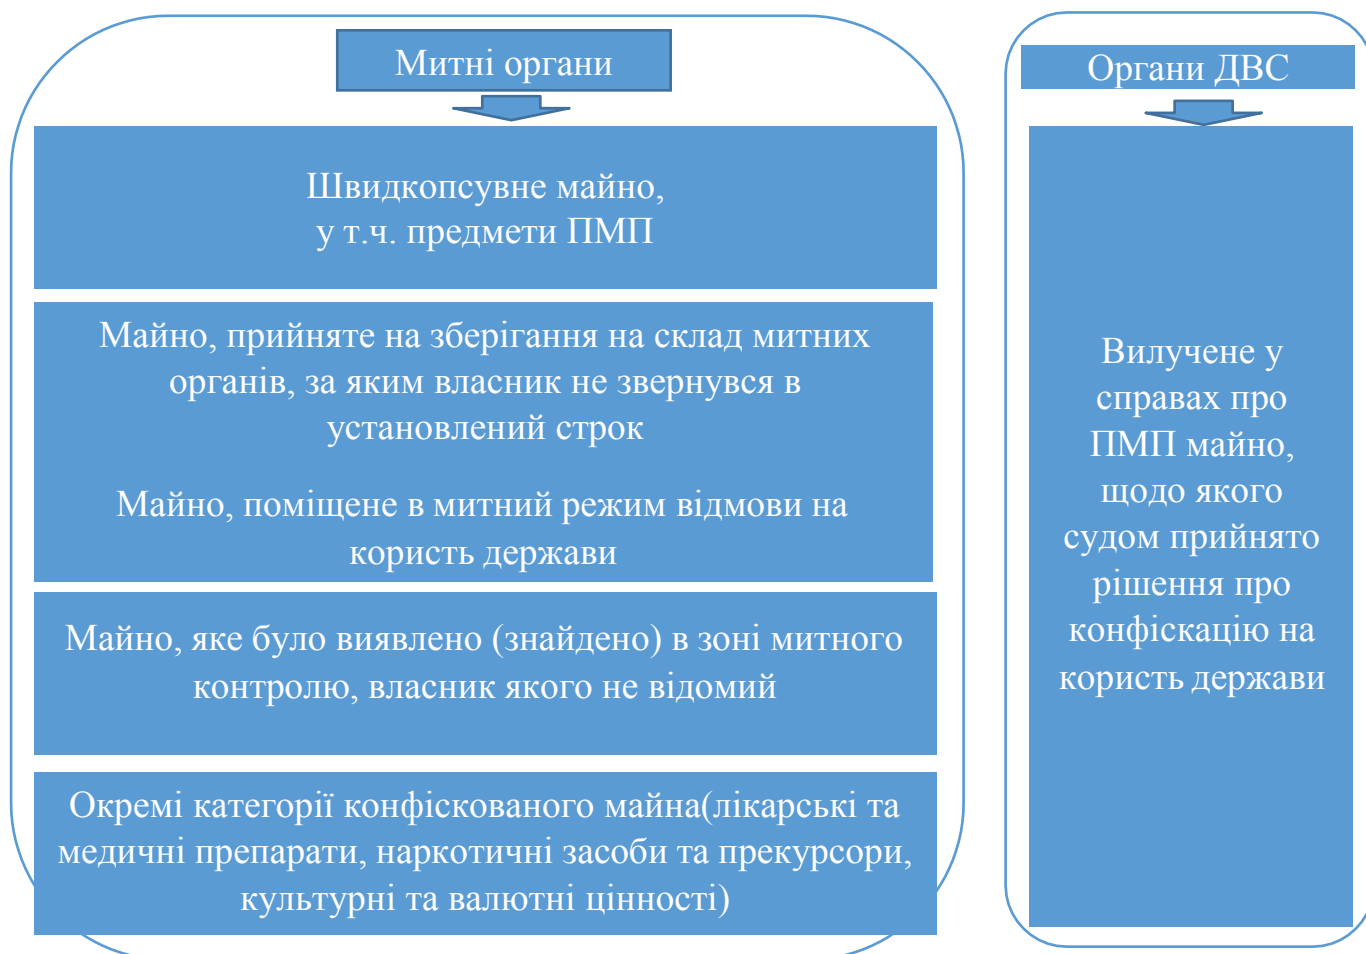 Митні органи
Швидкопсувне майно,
у т.ч. предмети ПМП
Майно, прийняте на зберігання на склад митних
органів, за яким власник не звернувся в
установлений строк
Майно, поміщене в митний режим відмови на
користь держави
Майно, яке було виявлено (знайдено) в зоні митного
контролю, власник якого не відомий
Окремі категорії конфіскованого майна(лікарські та
медичні препарати, наркотичні засоби та прекурсори,
культурні та валютні цінності)
Органи ДВС
Вилучене у
справах про
ПМП майно,
щодо якого
судом прийнято
рішення про
конфіскацію на
користь держави